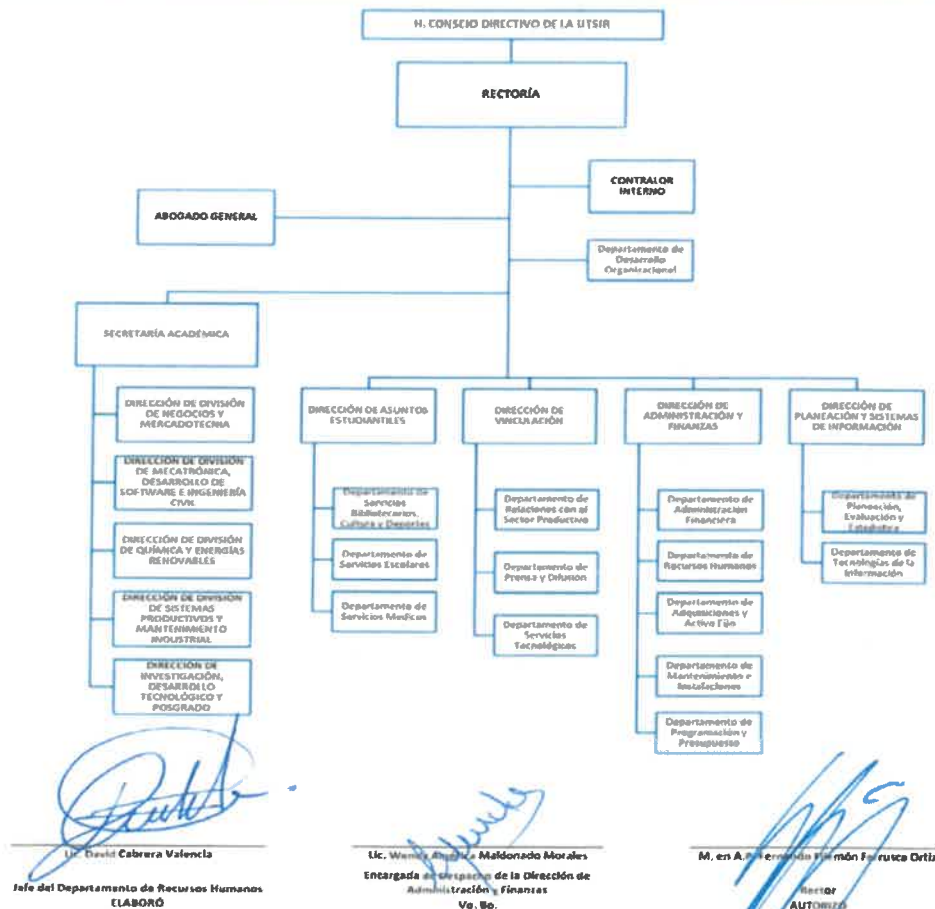 H. CONSEJO DIRECTIVO DE LA UTSJR
RECTORÍA
CONTRALOR
INTERNO
ABOGADO GENERAL
Departamento de
Desarrollo
Organizacional
SECRETARÍA ACADÉMICA
DIRECCIÓN DE DIVISIÓN
DE NEGOCIOS Y
MERCADOTECNIA
DIRECCIÓN DE DIVISIÓN
DE MECATRÓNICA,
DESARROLLO DE
SOFTWARE E INGENIERÍA
CIVIL
DIRECCIÓN DE DIVISIÓN
DE QUÍMICA Y ENERGÍAS
RENOVABLES
DIRECCIÓN DE DIVISIÓN
DE SISTEMAS
PRODUCTIVOS Y
MANTENIMIENTO
INDUSTRIAL
DIRECCIÓN DE
INVESTIGACIÓN,
DESARROLLO
TECNOLÓGICO Y
POSGRADO
DIRECCIÓN DE ASUNTOS
ESTUDIANTILES
Departamento de
Servicios
Bibliotecarios,
Cultura y Deportes
Departamento de
Servicios Escolares
Departamento de
Servicios Medicos
DIRECCIÓN DE
VINCULACIÓN
Departamento de
Relaciones con el
Sector Productivo
Departamento de
Prensa y Difusión
Departamento de
Servicios
Tecnológicos
DIRECCIÓN DE
ADMINISTRACIÓN Y
FINANZAS
Departamento de
Administración
Financiera
Departamento de
Recursos Humanos
Departamento de
Adquisiciones y
Activo Fijo
Departamento de
Mantenimiento e
Instalaciones
Departamento de
Programación y
Presupuesto
DIRECCIÓN DE
PLANEACIÓN Y SISTEMAS
DE INFORMACIÓN
Departamento de
Planeación,
Evaluación y
Estadística
Departamento de
Tecnologías de la
Información
Lic. David Cabrera Valencia
Jefe del Departamento de Recursos Humanos
ELABORÓ
Lic. Wendy Angélica Maldonado Morales
Encargada de Despacho de la Dirección de
Administración y Finanzas
Vo. Bo.
M. en A.P. Fernando Ferrusca Ortiz
Rector
AUTORIZÓ